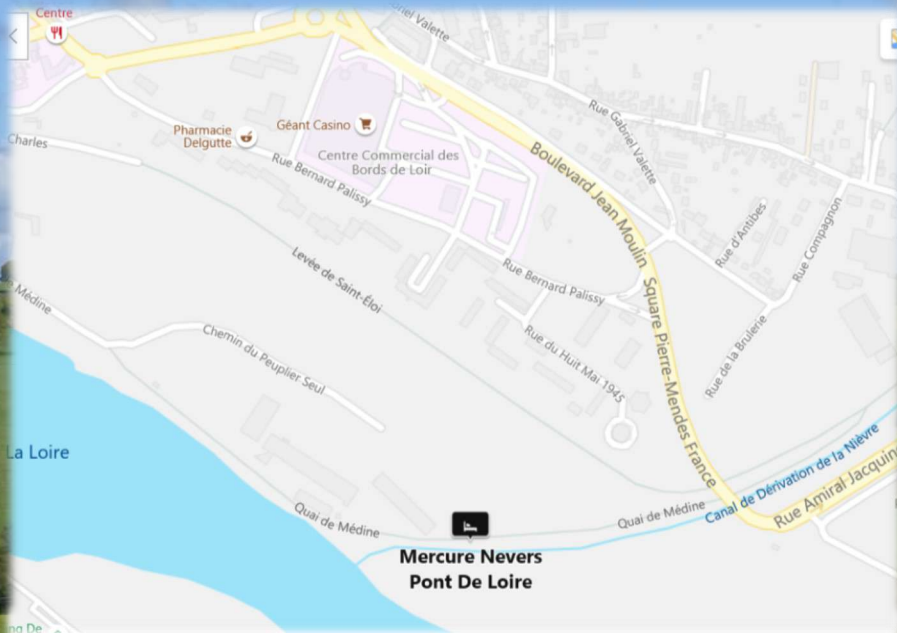 Centre
Gabriel Valette
Charles
Pharmacie
Delgutte
Géant Casino
Centre Commercial des
Bords de Loir
Rue Bernard Palissy
Boulevard Jean Moulin
Rue Gabriel Valette
Rue d'Antibes
Rue Compagnon
Levée de Saint-Éloi
Rue Bernard Palissy
Square Pierre-Mendes France
Rue de la Brulerie
Médine
Chemin du Peuplier Seul
Rue du Huit Mai 1945
La Loire
Quai de Médine
Quai de Médine
Canal de Dérivation de la Nièvre
Rue Amiral Jacquin
Mercure Nevers
Pont De Loire